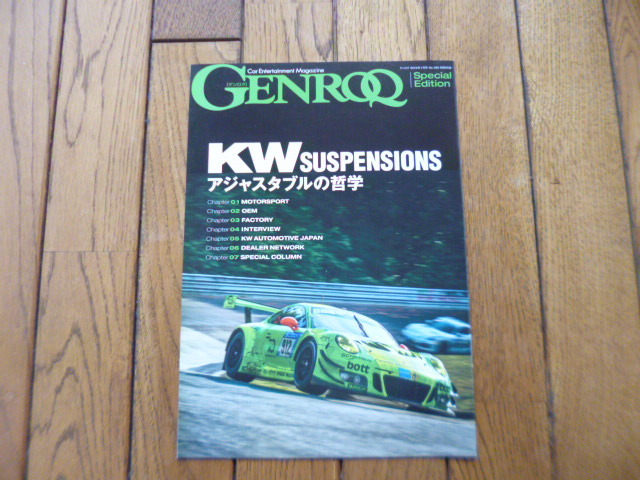 Car Entertainment Magazine
GENROQ
Special
Edition
KW SUSPENSIONS
アジャスタブルの哲学
Chapter 01 MOTORSPORT
Chapter 02 OEM
Chapter 03 FACTORY
Chapter 04 INTERVIEW
Chapter 05 KW AUTOMOTIVE JAPAN
Chapter 06 DEALER NETWORK
Chapter 07 SPECIAL COLUMN
912
bott